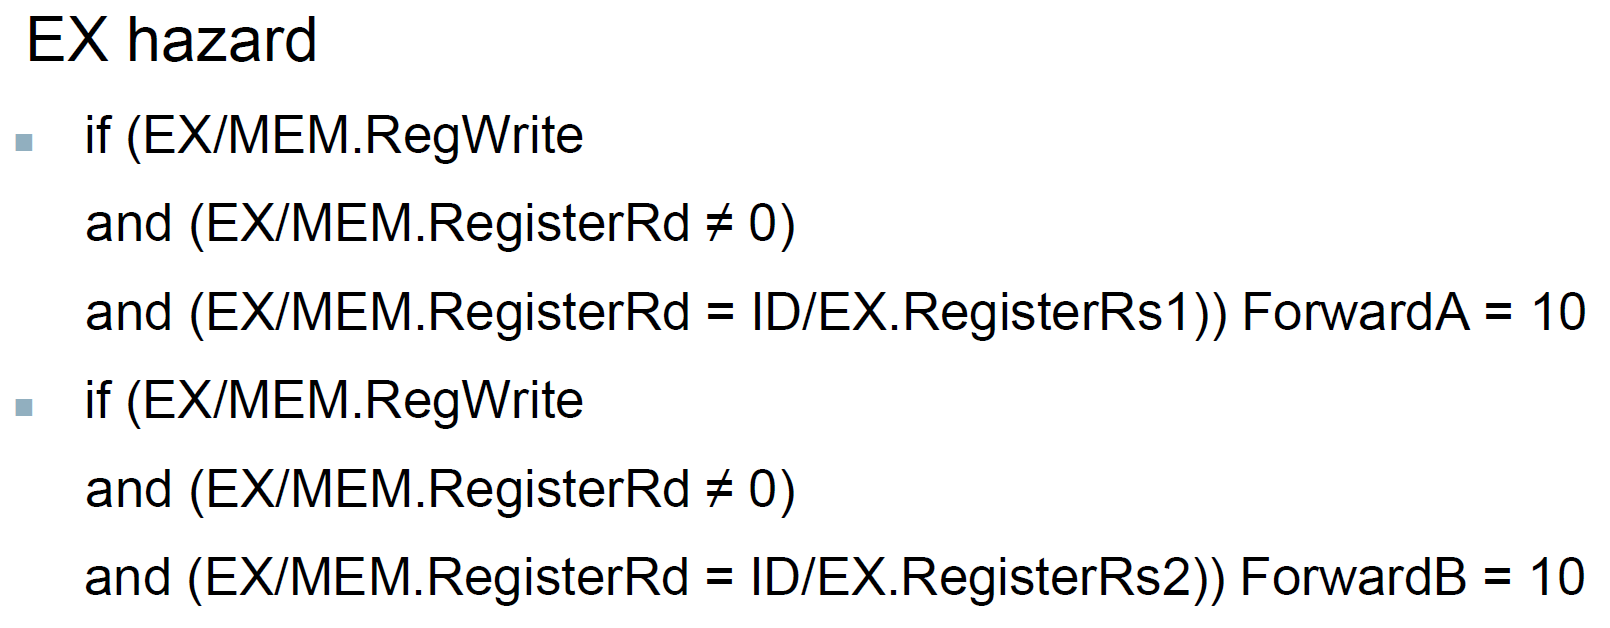 EX hazard
if (EX/MEM.RegWrite
and (EX/MEM.RegisterRd ≠ 0)
and (EX/MEM.RegisterRd = ID/EX.RegisterRs1)) ForwardA = 10
if (EX/MEM.RegWrite
and (EX/MEM.RegisterRd ≠ 0)
and (EX/MEM.RegisterRd = ID/EX.RegisterRs2)) ForwardB = 10